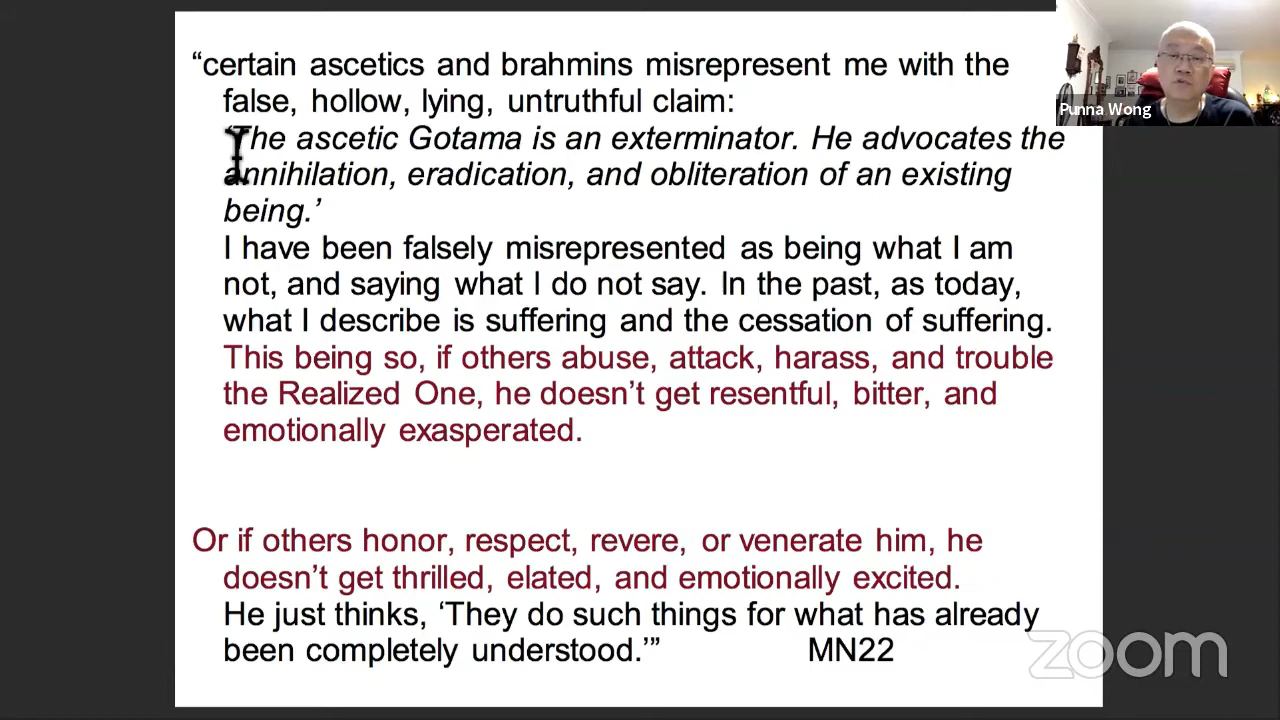 “certain ascetics and brahmins misrepresent me with the
false, hollow, lying, untruthful claim:
‘The ascetic Gotama is an exterminator. He advocates the
annihilation, eradication, and obliteration of an existing
being.’
I have been falsely misrepresented as being what I am
not, and saying what I do not say. In the past, as today,
what I describe is suffering and the cessation of suffering.
This being so, if others abuse, attack, harass, and trouble
the Realized One, he doesn’t get resentful, bitter, and
emotionally exasperated.
Or if others honor, respect, revere, or venerate him, he
doesn’t get thrilled, elated, and emotionally excited.
He just thinks, ‘They do such things for what has already
been completely understood.’” MN22
Punna Wong
zoom